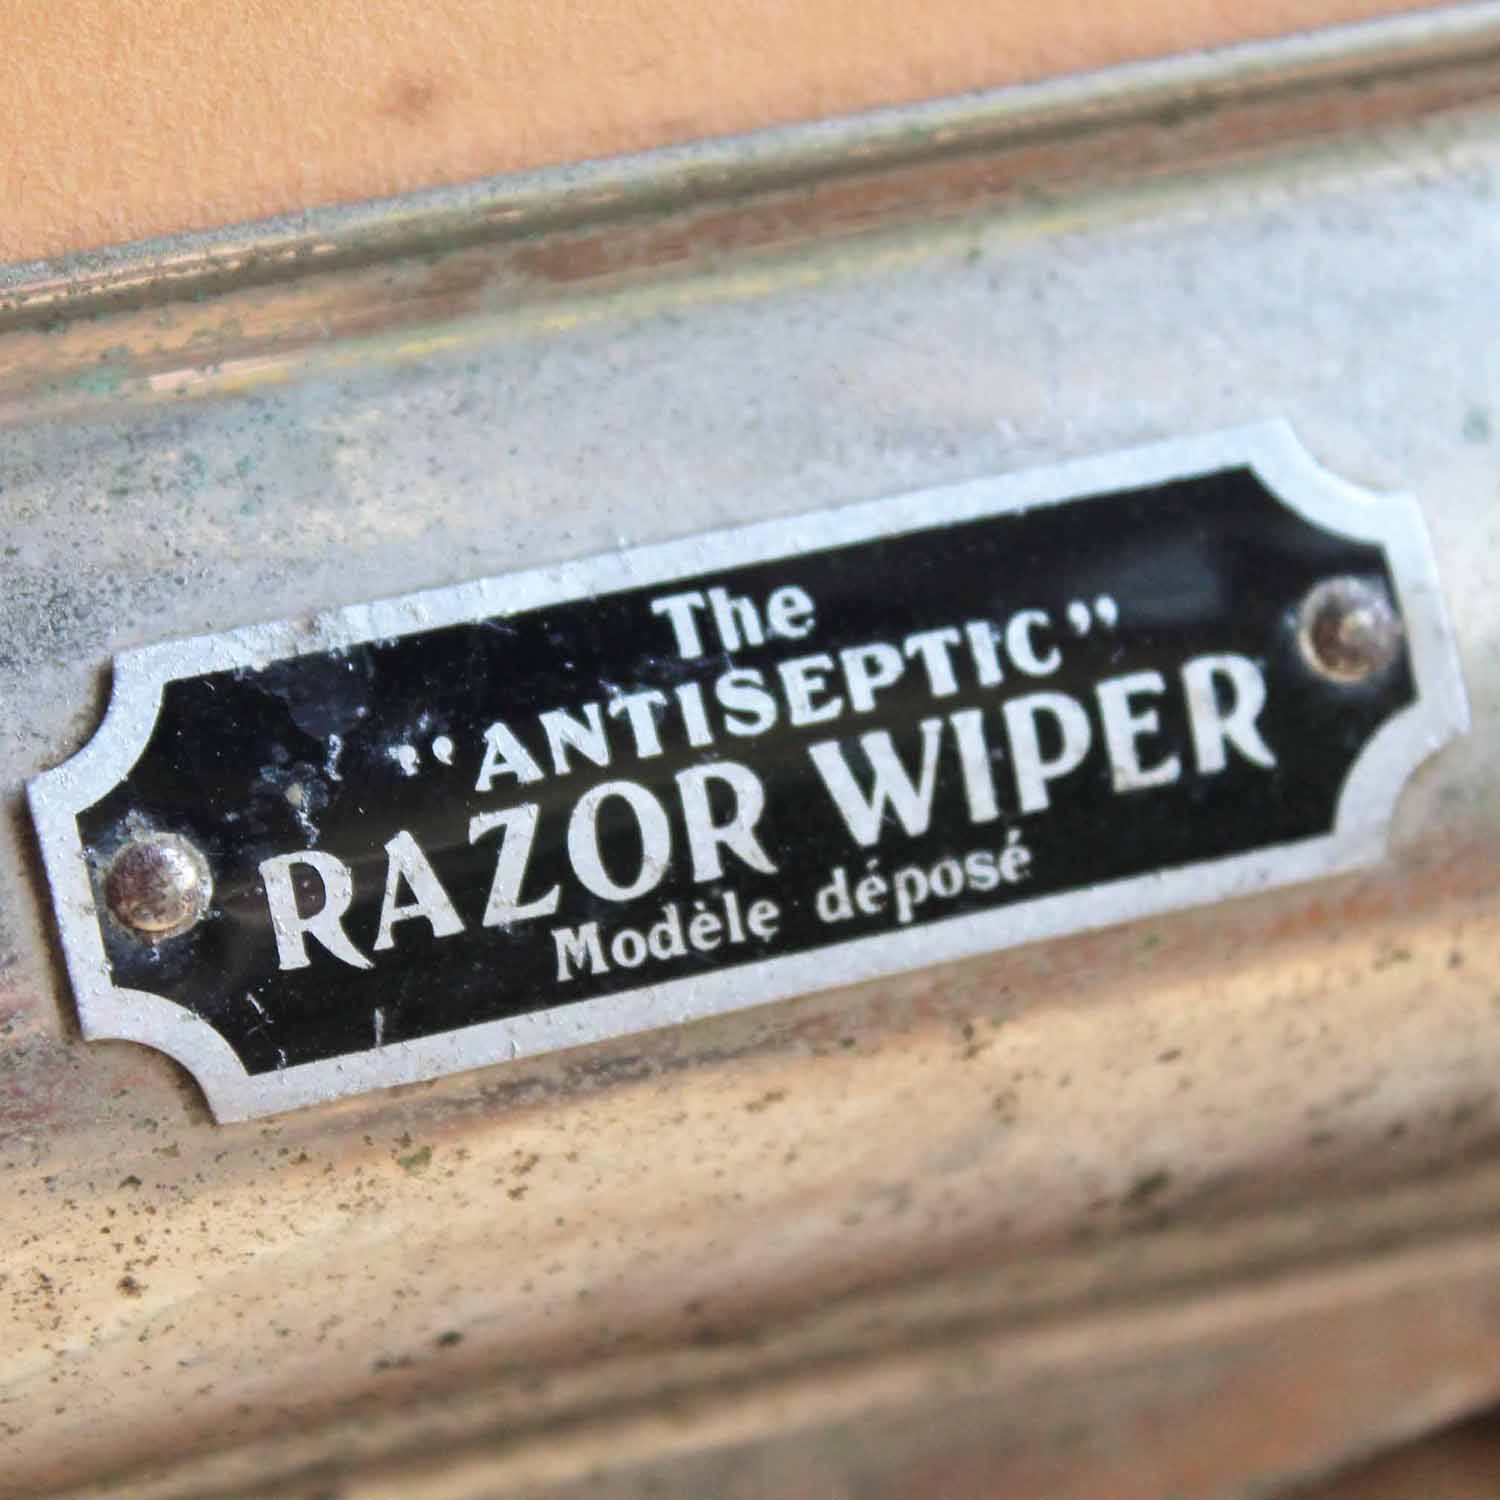 The
"ANTISEPTIC"
RAZOR WIPER
Modèle déposé